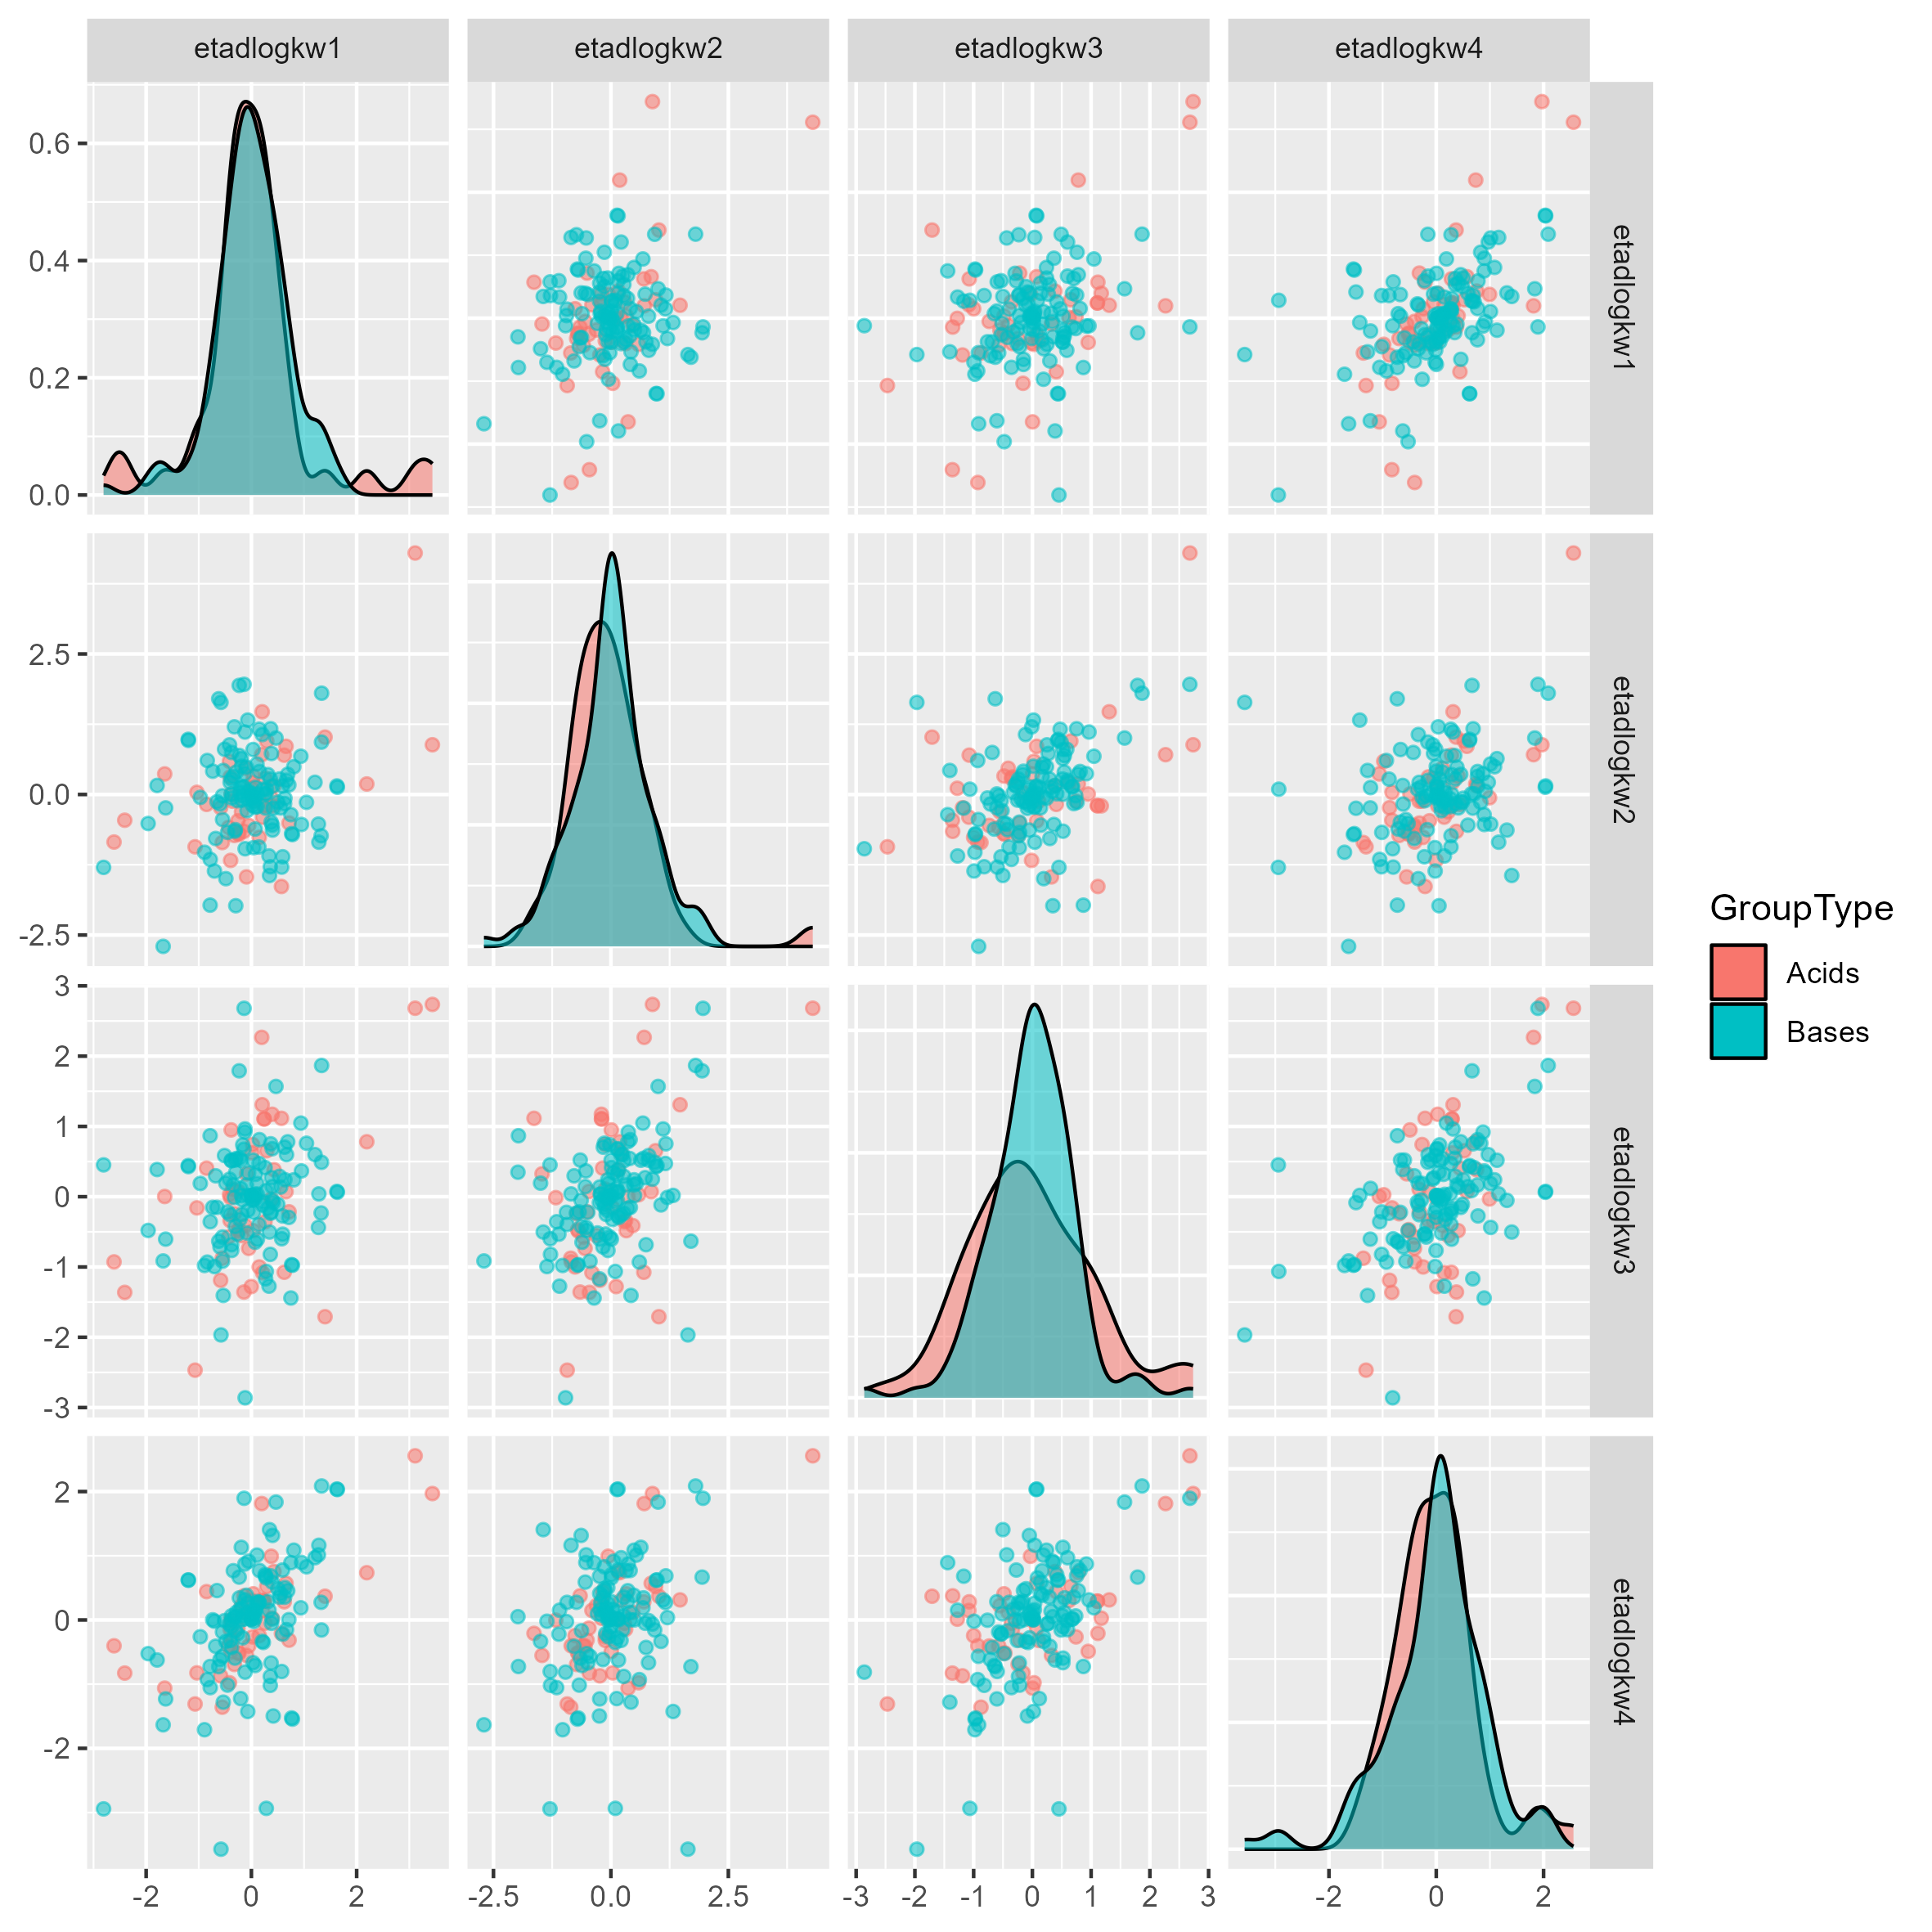 etadlogkw1 etadlogkw2 etadlogkw3 etadlogkw4
0.6
0.4
0.2
0.0
etadlogkw1
2.5
0.0
-2.5
etadlogkw2
3
2
1
0
-1
-2
-3
etadlogkw3
2
0
-2
etadlogkw4
-2 0 2 -2.5 0.0 2.5 -3 -2 -1 0 1 2 3 -2 0 2
GroupType
Acids
Bases